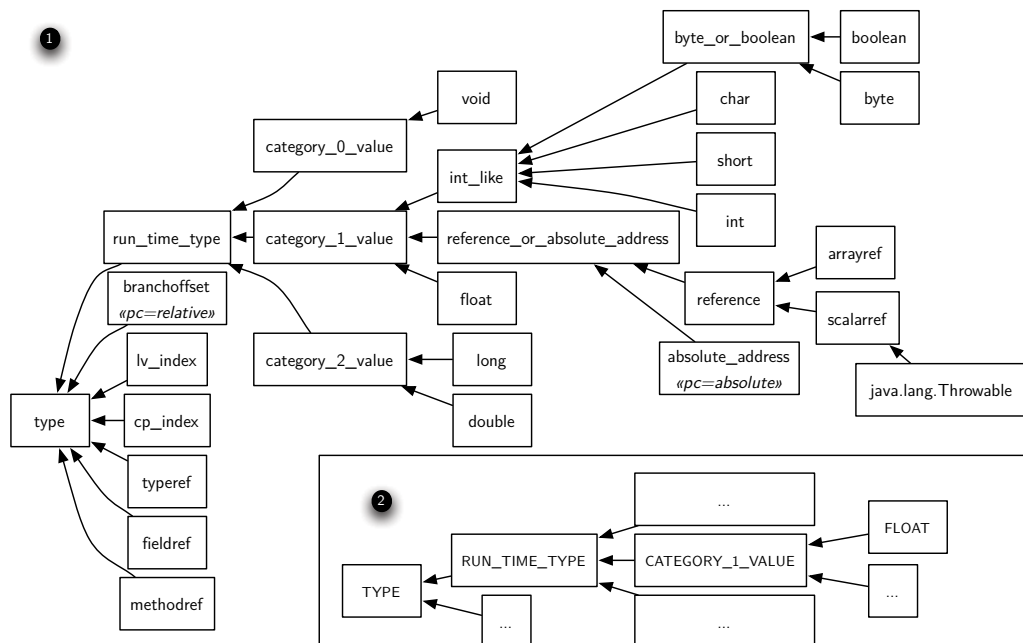 1
byte_or_boolean
boolean
void
char
byte
category_0_value
int_like
short
run_time_type
category_1_value
reference_or_absolute_address
int
branchoffset
«pc=relative»
float
reference
arrayref
scalarref
lv_index
category_2_value
long
absolute_address
«pc=absolute»
java.lang.Throwable
type
cp_index
double
typeref
2
...
fieldref
RUN_TIME_TYPE
CATEGORY_1_VALUE
FLOAT
methodref
TYPE
...
...
...